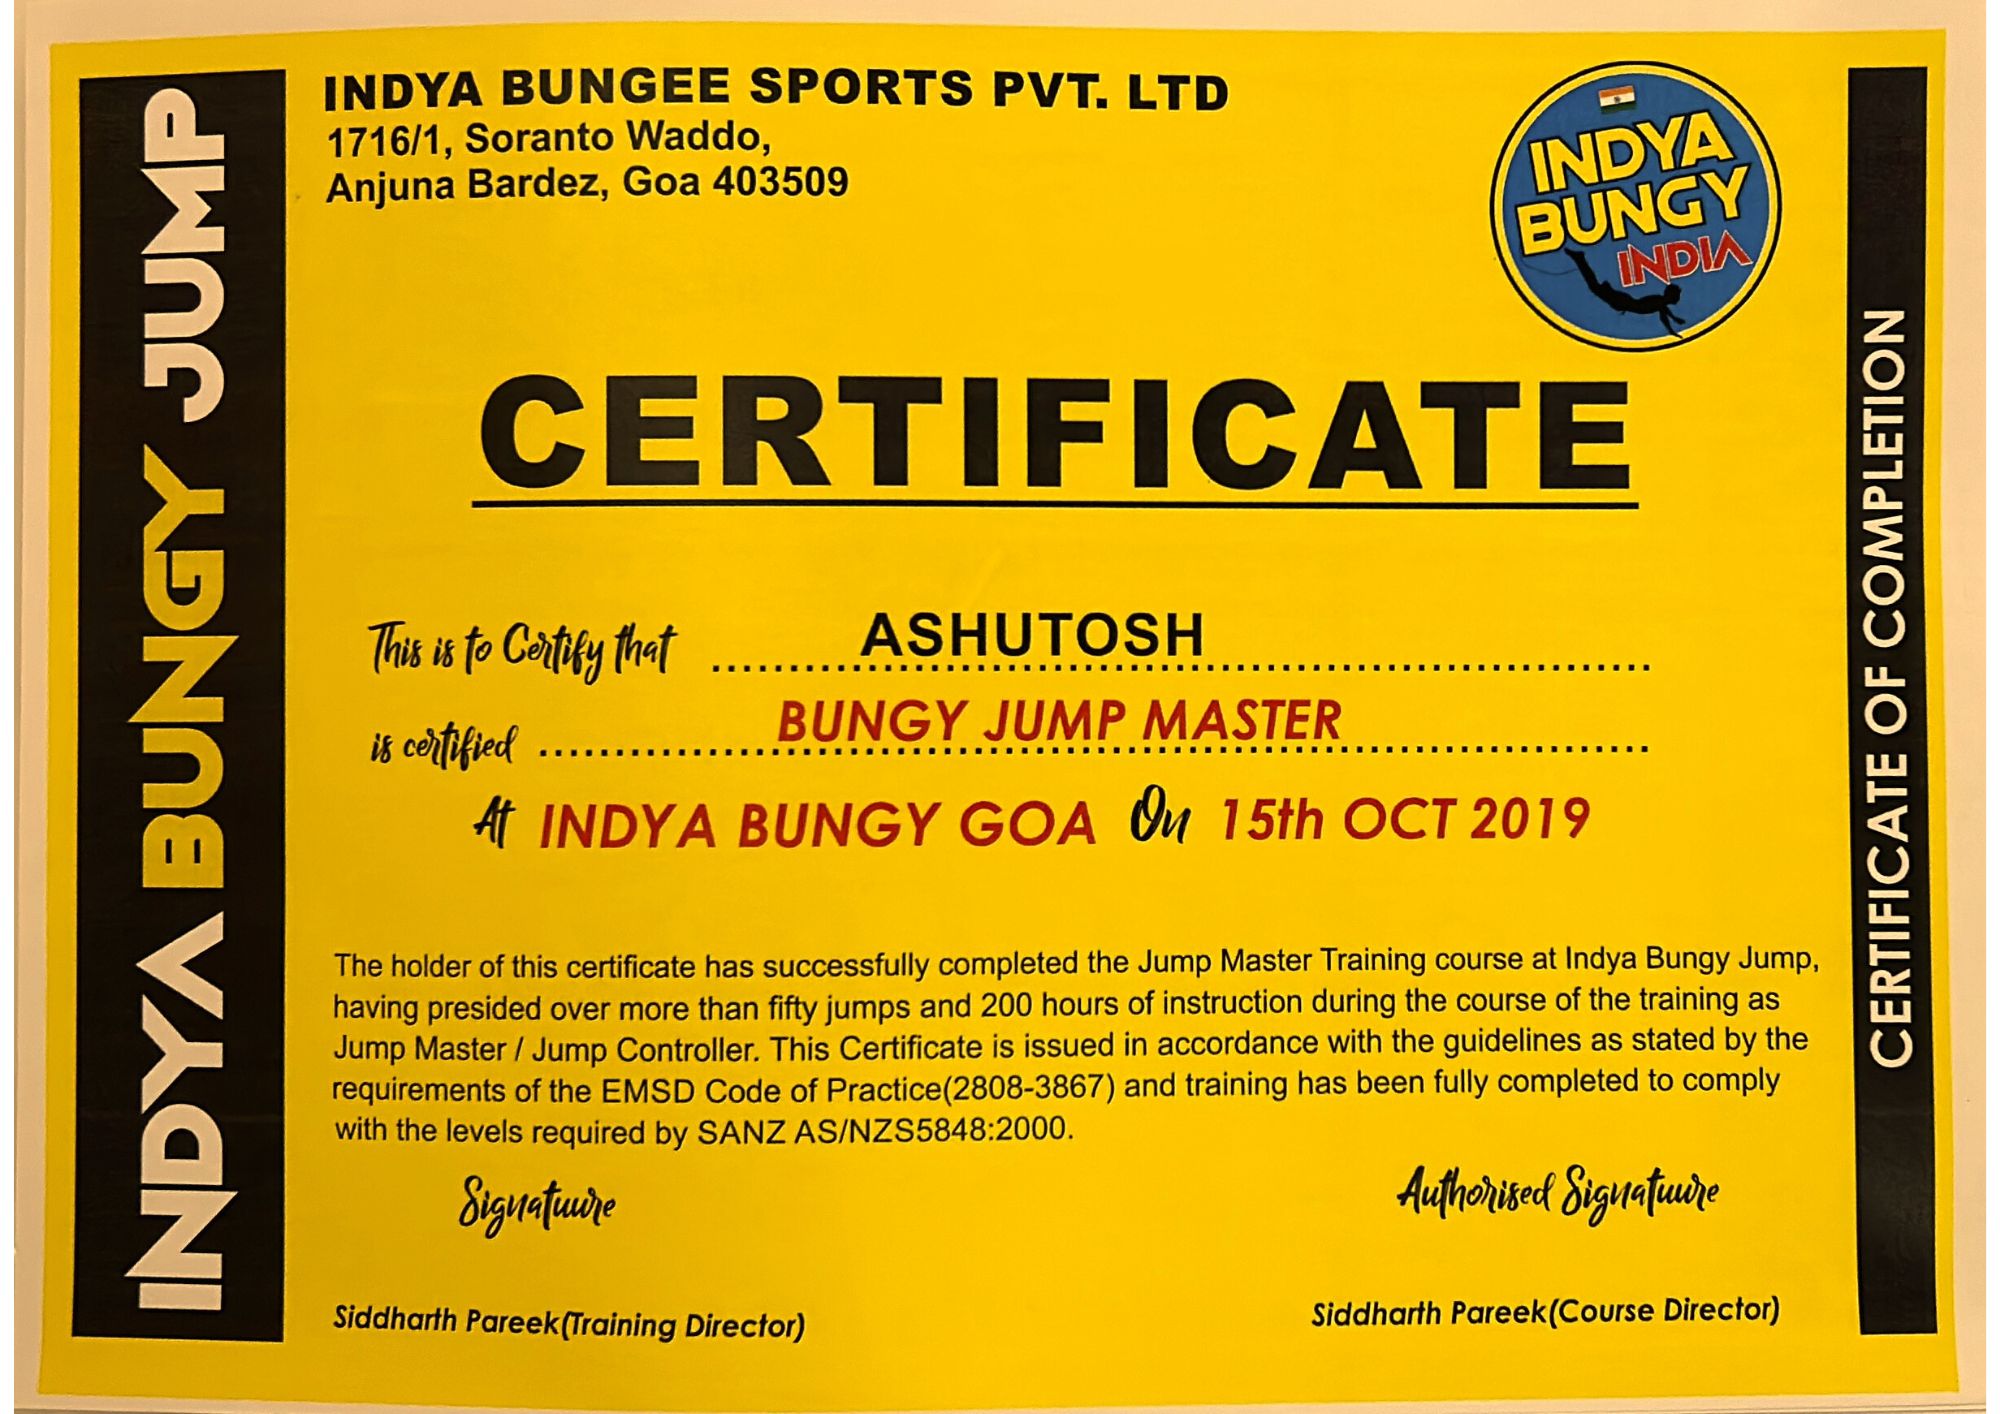 INDYA BUNGY JUMP
INDYA BUNGEE SPORTS PVT. LTD
1716/1, Soranto Waddo,
Anjuna Bardez, Goa 403509
INDYA
BUNGY
INDIA
CERTIFICATE
This is to Certify that ASHUTOSH
is certified BUNGY JUMP MASTER
At INDYA BUNGY GOA On 15th OCT 2019
The holder of this certificate has successfully completed the Jump Master Training course at Indya Bungy Jump,
having presided over more than fifty jumps and 200 hours of instruction during the course of the training as
Jump Master / Jump Controller. This Certificate is issued in accordance with the guidelines as stated by the
requirements of the EMSD Code of Practice(2808-3867) and training has been fully completed to comply
with the levels required by SANZ AS/NZS5848:2000.
Signatuure
Authorised Signatuure
Siddharth Pareek(Training Director)
Siddharth Pareek(Course Director)
CERTIFICATE OF COMPLETION